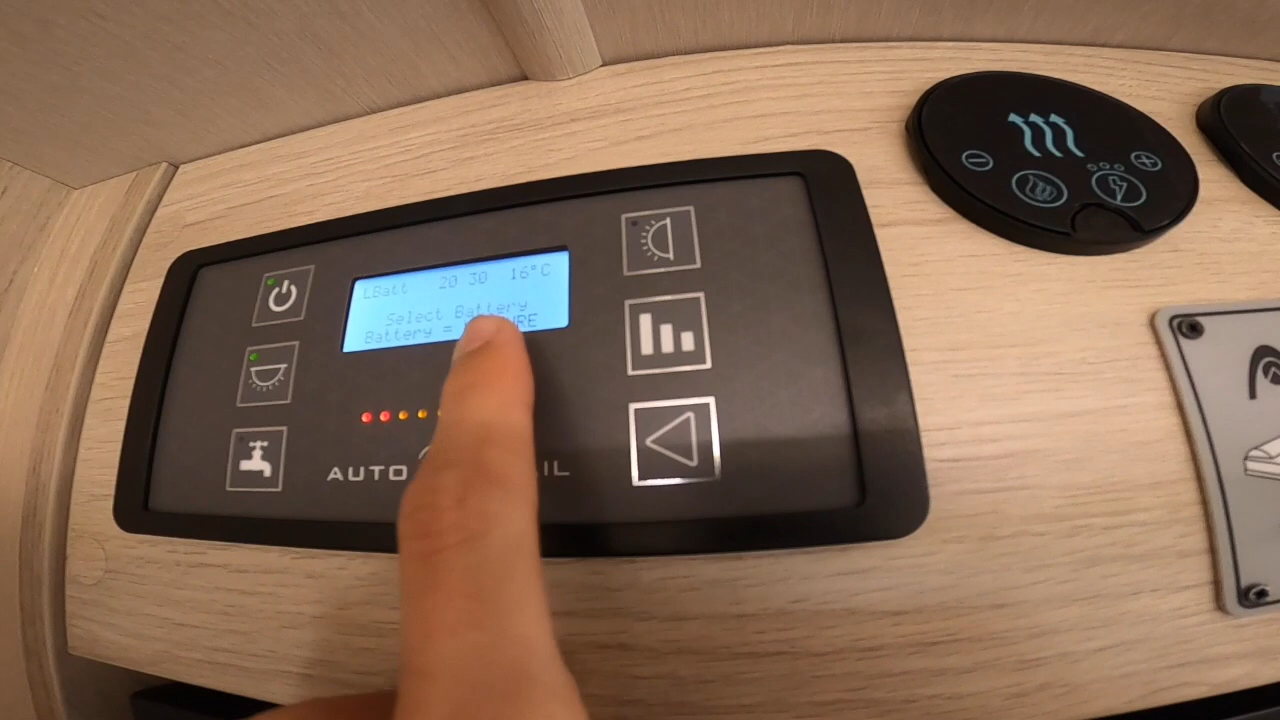 LBatt 20 30 16°C
Select Battery
Battery =
AUTO
IL